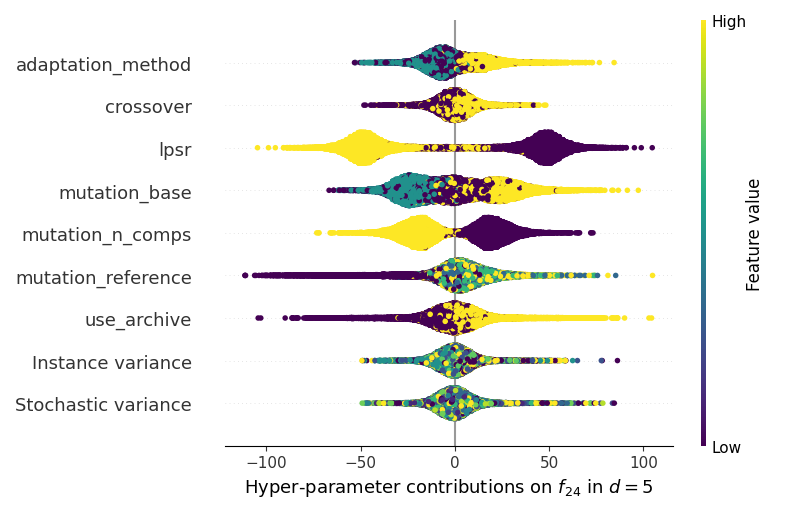 High
adaptation_method
crossover
lpsr
mutation_base
mutation_n_comps
mutation_reference
use_archive
Instance variance
Stochastic variance
Feature value
Low
−100 −50 0 50 100
Hyper-parameter contributions on f24 in d = 5